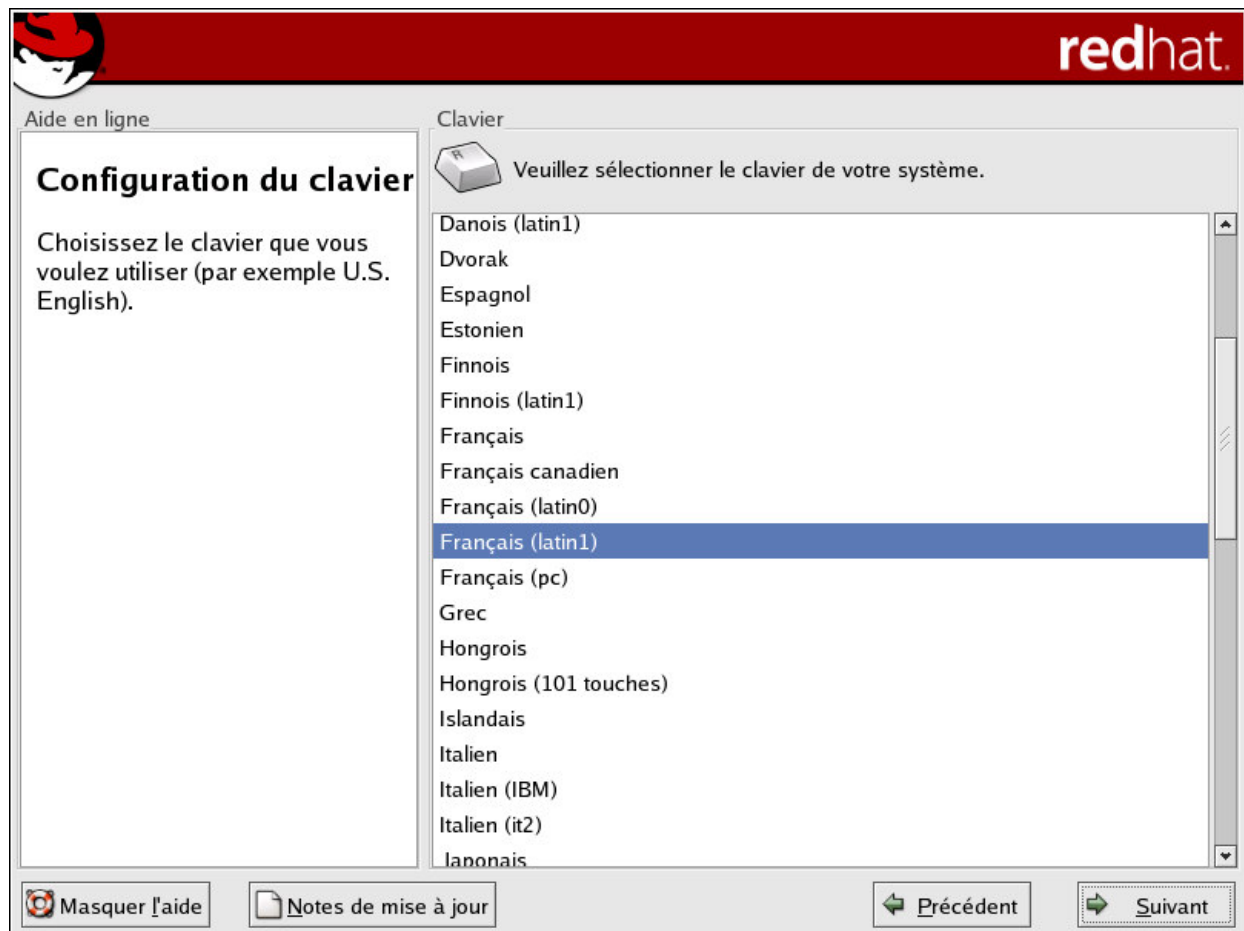 redhat.
Aide en ligne
Configuration du clavier
Choisissez le clavier que vous
voulez utiliser (par exemple U.S.
English).
Clavier
R
Veuillez sélectionner le clavier de votre système.
Danois (latin1)
Dvorak
Espagnol
Estonien
Finnois
Finnois (latin1)
Français
Français canadien
Français (latin0)
Français (latin1)
Français (pc)
Grec
Hongrois
Hongrois (101 touches)
Islandais
Italien
Italien (IBM)
Italien (it2)
Japonais
Masquer l'aide
Notes de mise à jour
Précédent
Suivant